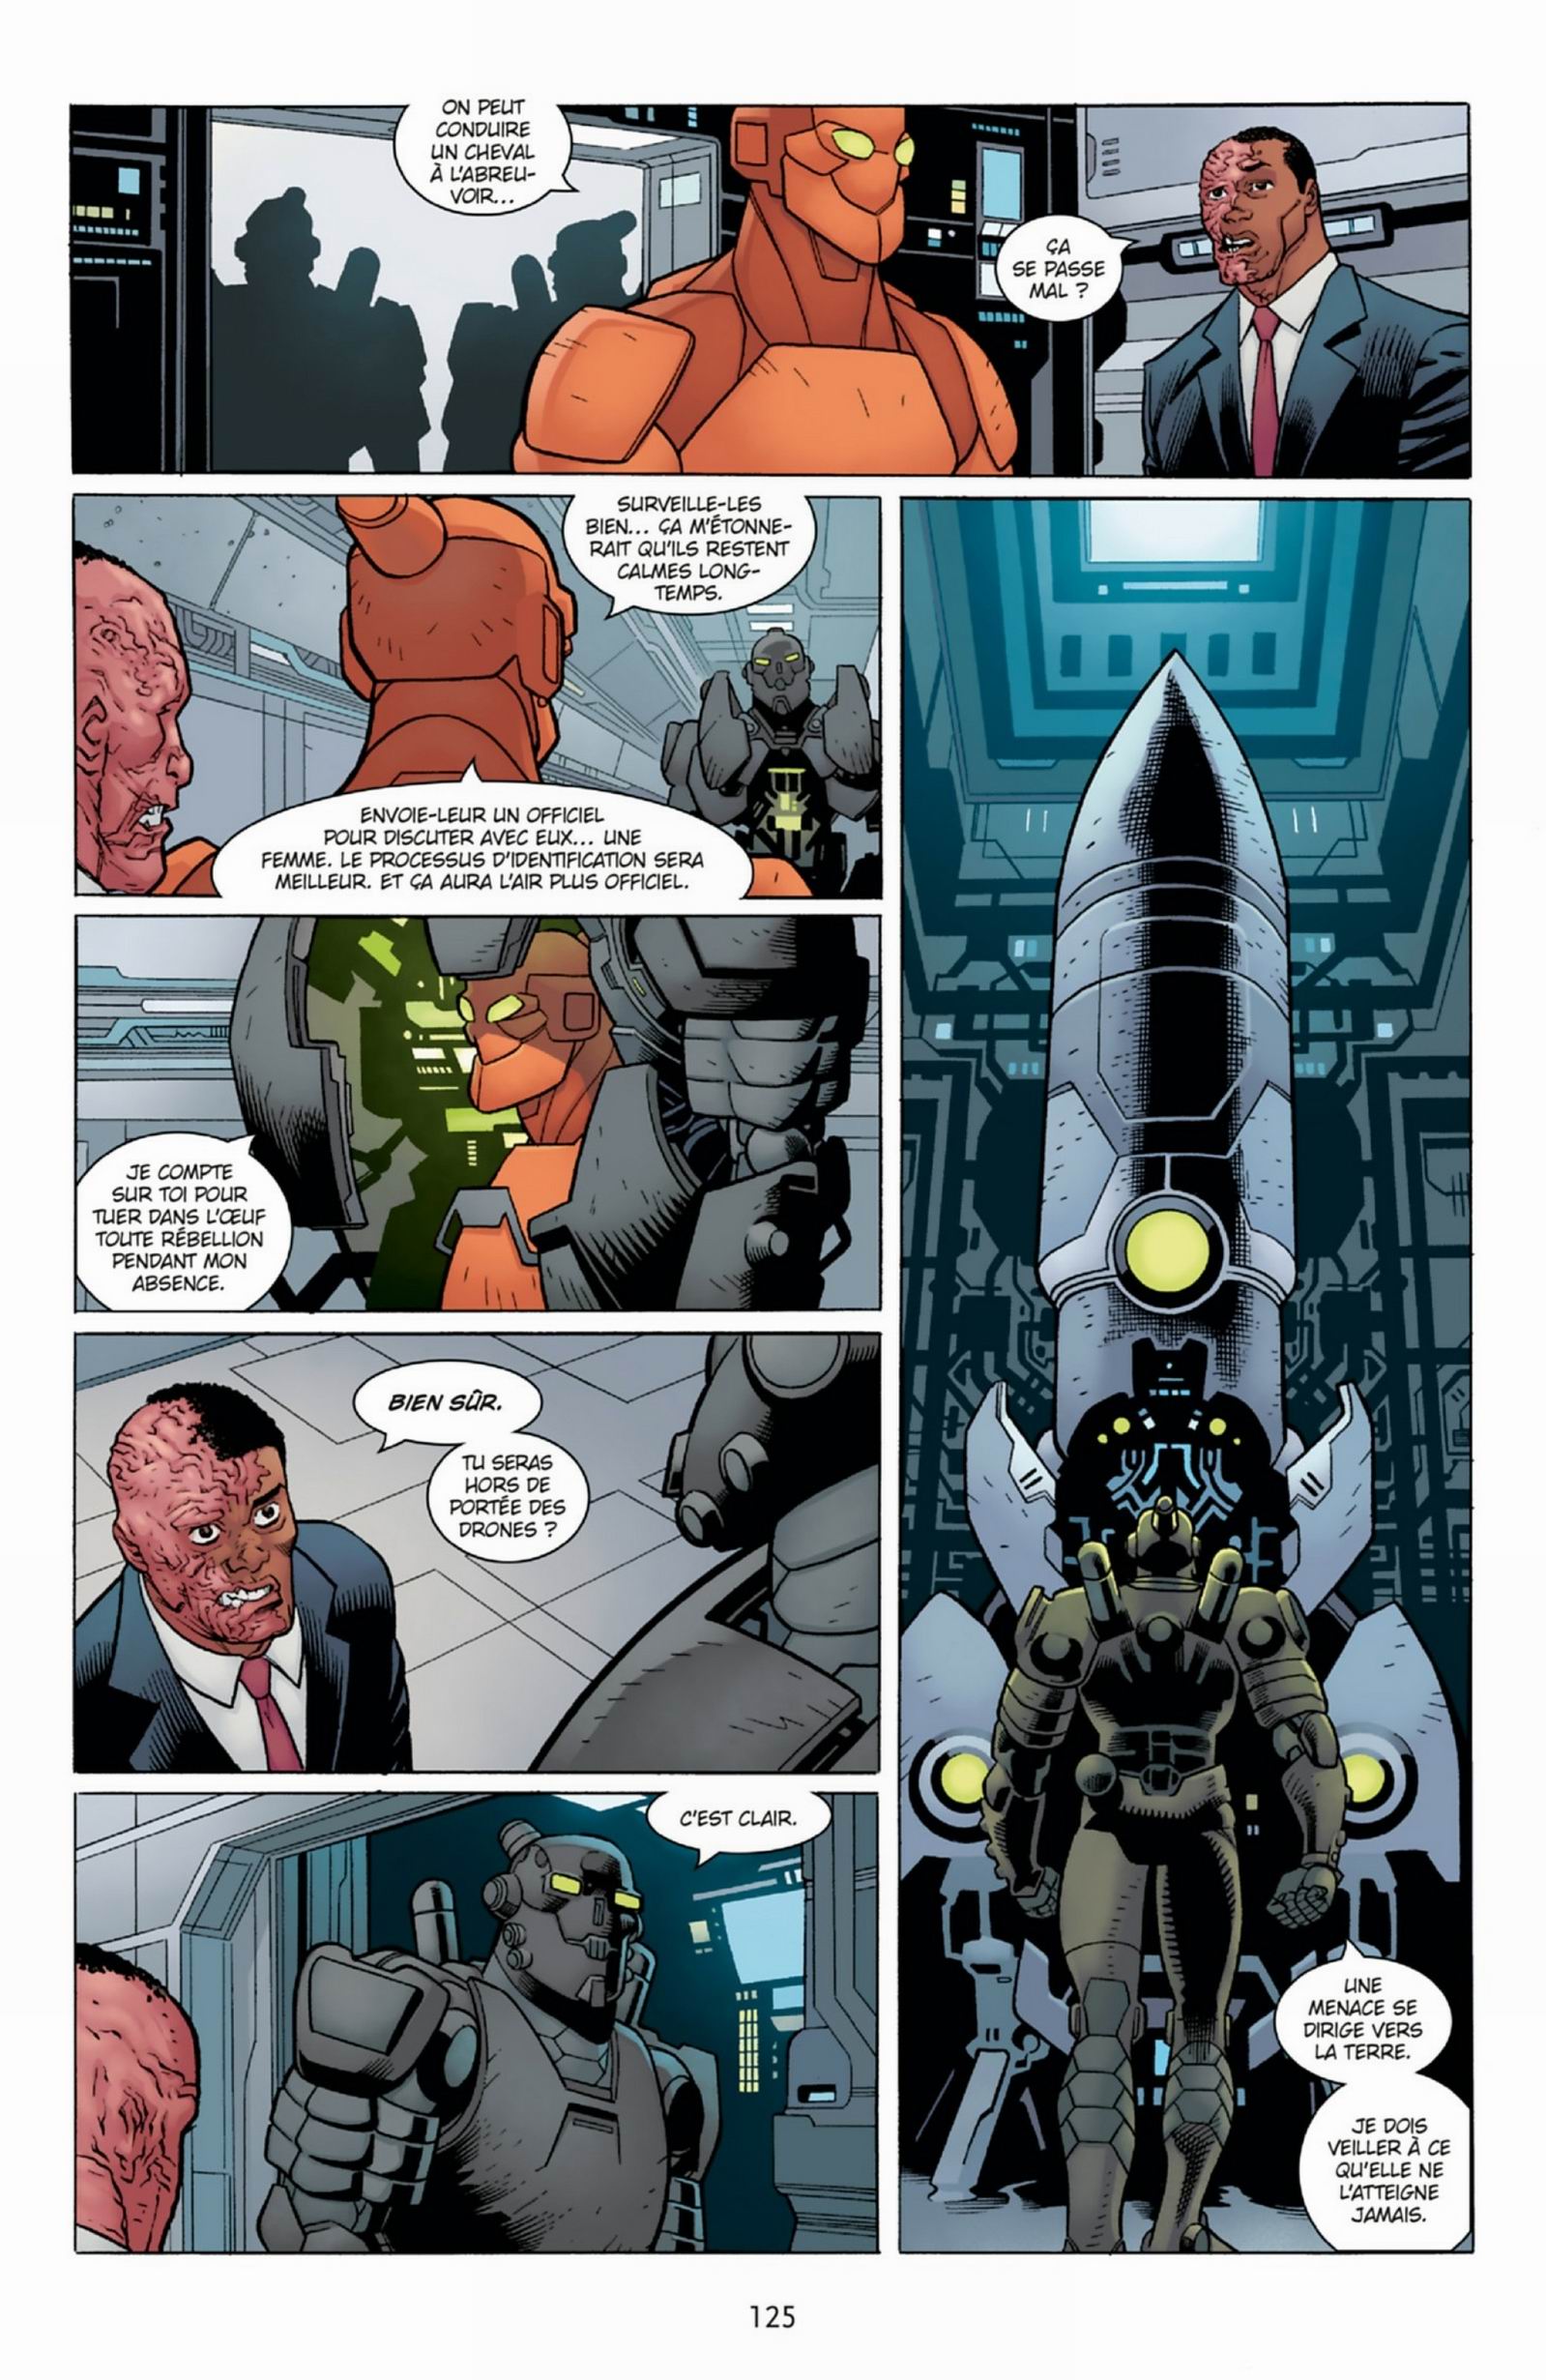 ON PEUT
CONDUIRE
UN CHEVAL
À L'ABREU-
VOIR...
ÇA
SE PASSE
MAL ?
SURVEILLE-LES
BIEN... ÇA M'ÉTONNE-
RAIT QU'ILS RESTENT
CALMES LONG-
TEMPS.
ENVOIE-LEUR UN OFFICIEL
POUR DISCUTER AVEC EUX... UNE
FEMME. LE PROCESSUS D'IDENTIFICATION SERA
MEILLEUR. ET ÇA AURA L'AIR PLUS OFFICIEL.
JE COMPTE
SUR TOI POUR
TUER DANS L'ŒUF
TOUTE RÉBELLION
PENDANT MON
ABSENCE.
BIEN SÛR.
TU SERAS
HORS DE
PORTÉE DES
DRONES ?
C'EST CLAIR.
UNE
MENACE SE
DIRIGE VERS
LA TERRE.
JE DOIS
VEILLER À CE
QU'ELLE NE
L'ATTEIGNE
JAMAIS.
125